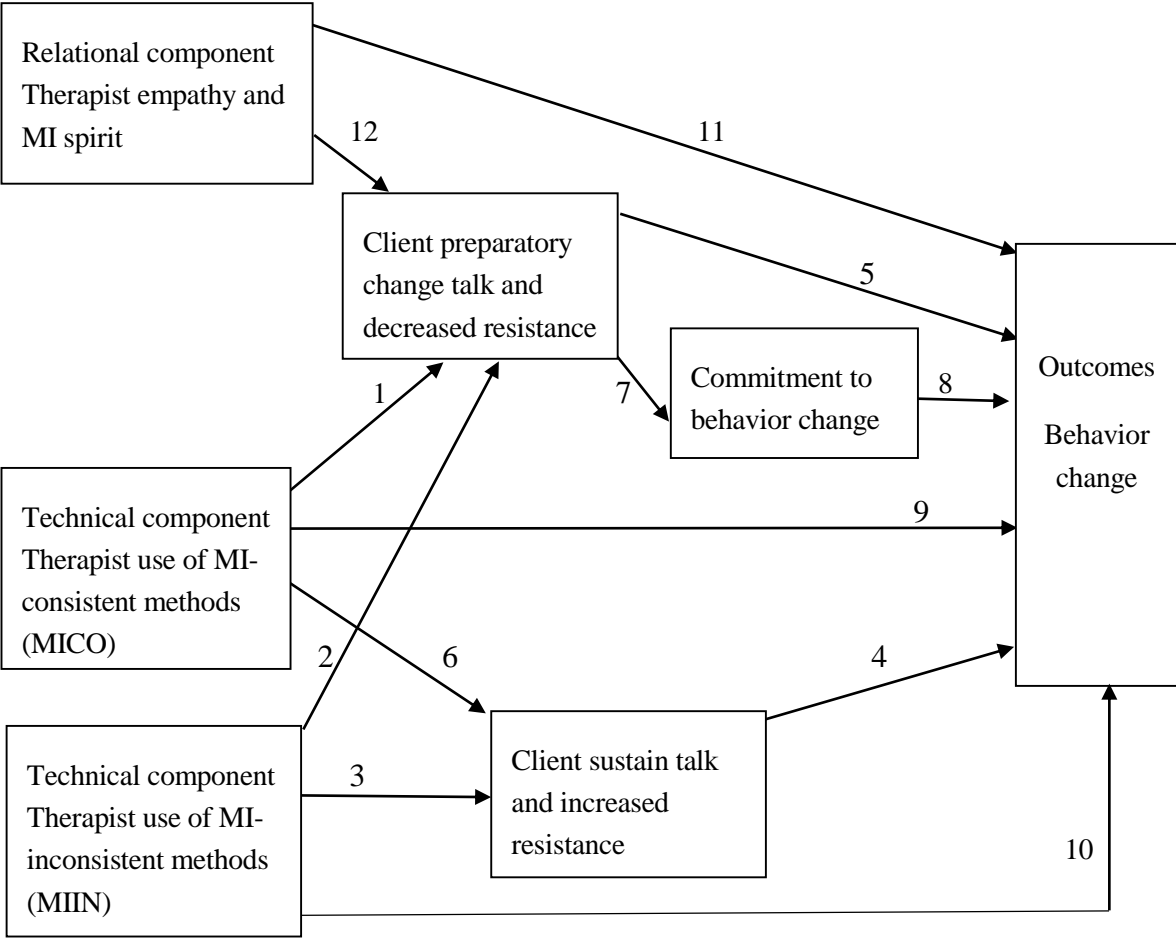 Relational component
Therapist empathy and
MI spirit
12
11
Client preparatory
change talk and
decreased resistance
5
1
7
Commitment to
behavior change
8
Outcomes
Behavior
change
Technical component
Therapist use of MI-
consistent methods
(MICO)
9
2
6
4
Technical component
Therapist use of MI-
inconsistent methods
(MIIN)
3
Client sustain talk
and increased
resistance
10